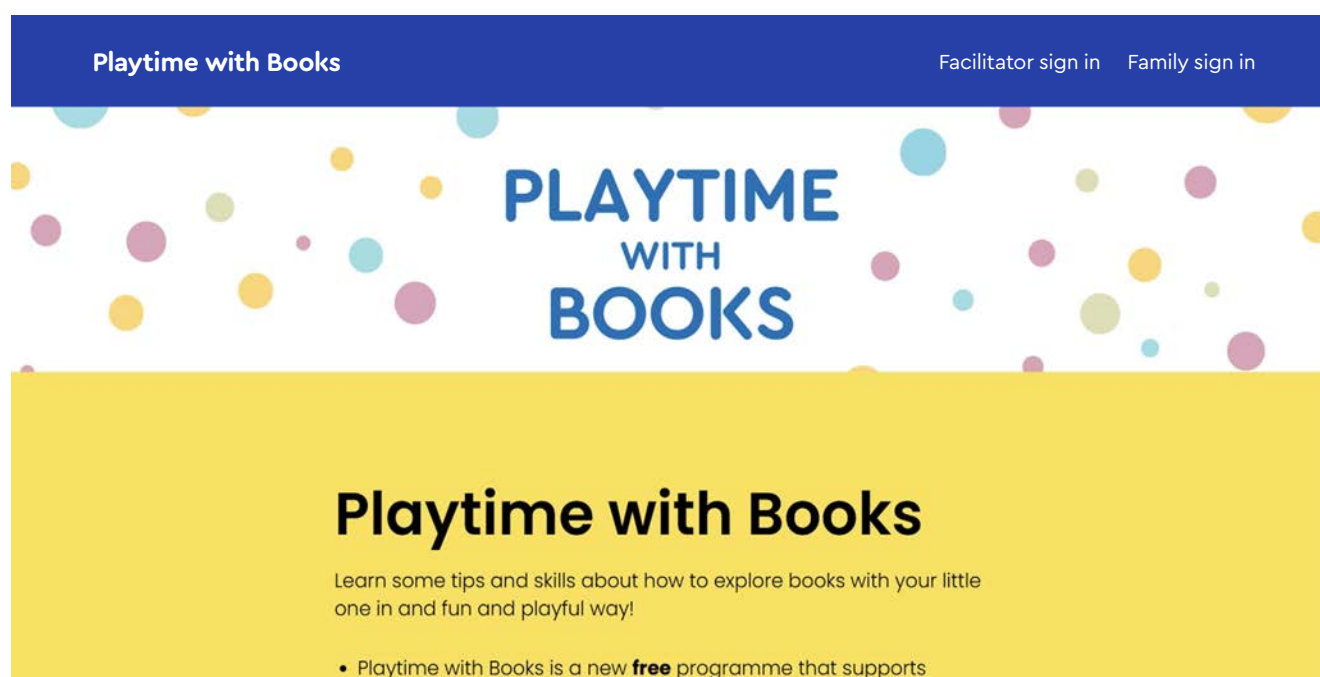 Playtime with Books
Facilitator sign in Family sign in
PLAYTIME
WITH
BOOKS
Playtime with Books
Learn some tips and skills about how to explore books with your little
one in and fun and playful way!
• Playtime with Books is a new free programme that supports